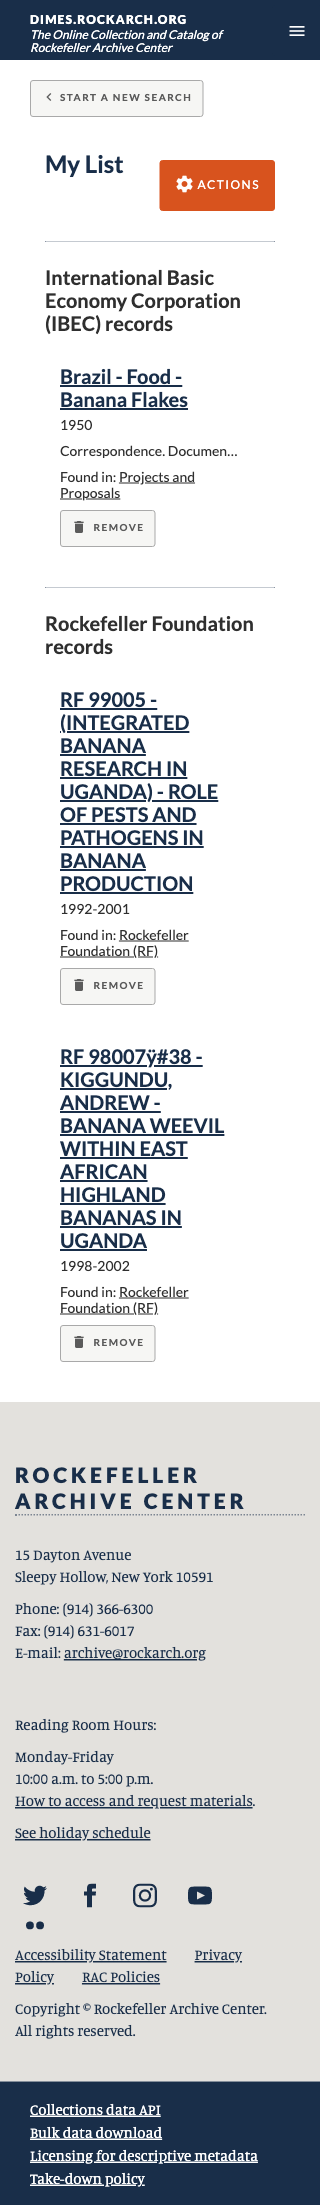 DIMES.ROCKARCH.ORG
The Online Collection and Catalog of
Rockefeller Archive Center
START A NEW SEARCH
My List
ACTIONS
International Basic
Economy Corporation
(IBEC) records
Brazil - Food -
Banana Flakes
1950
Correspondence. Documen...
Found in: Projects and
Proposals
REMOVE
Rockefeller Foundation
records
RF 99005 -
(INTEGRATED
BANANA
RESEARCH IN
UGANDA) - ROLE
OF PESTS AND
PATHOGENS IN
BANANA
PRODUCTION
1992-2001
Found in: Rockefeller
Foundation (RF)
REMOVE
RF 98007ÿ#38 -
KIGGUNDU,
ANDREW -
BANANA WEEVIL
WITHIN EAST
AFRICAN
HIGHLAND
BANANAS IN
UGANDA
1998-2002
Found in: Rockefeller
Foundation (RF)
REMOVE
ROCKEFELLER
ARCHIVE CENTER
15 Dayton Avenue
Sleepy Hollow, New York 10591
Phone: (914) 366-6300
Fax: (914) 631-6017
E-mail: archive@rockarch.org
Reading Room Hours:
Monday-Friday
10:00 a.m. to 5:00 p.m.
How to access and request materials.
See holiday schedule
Accessibility Statement Privacy
Policy RAC Policies
Copyright © Rockefeller Archive Center.
All rights reserved.
Collections data API
Bulk data download
Licensing for descriptive metadata
Take-down policy